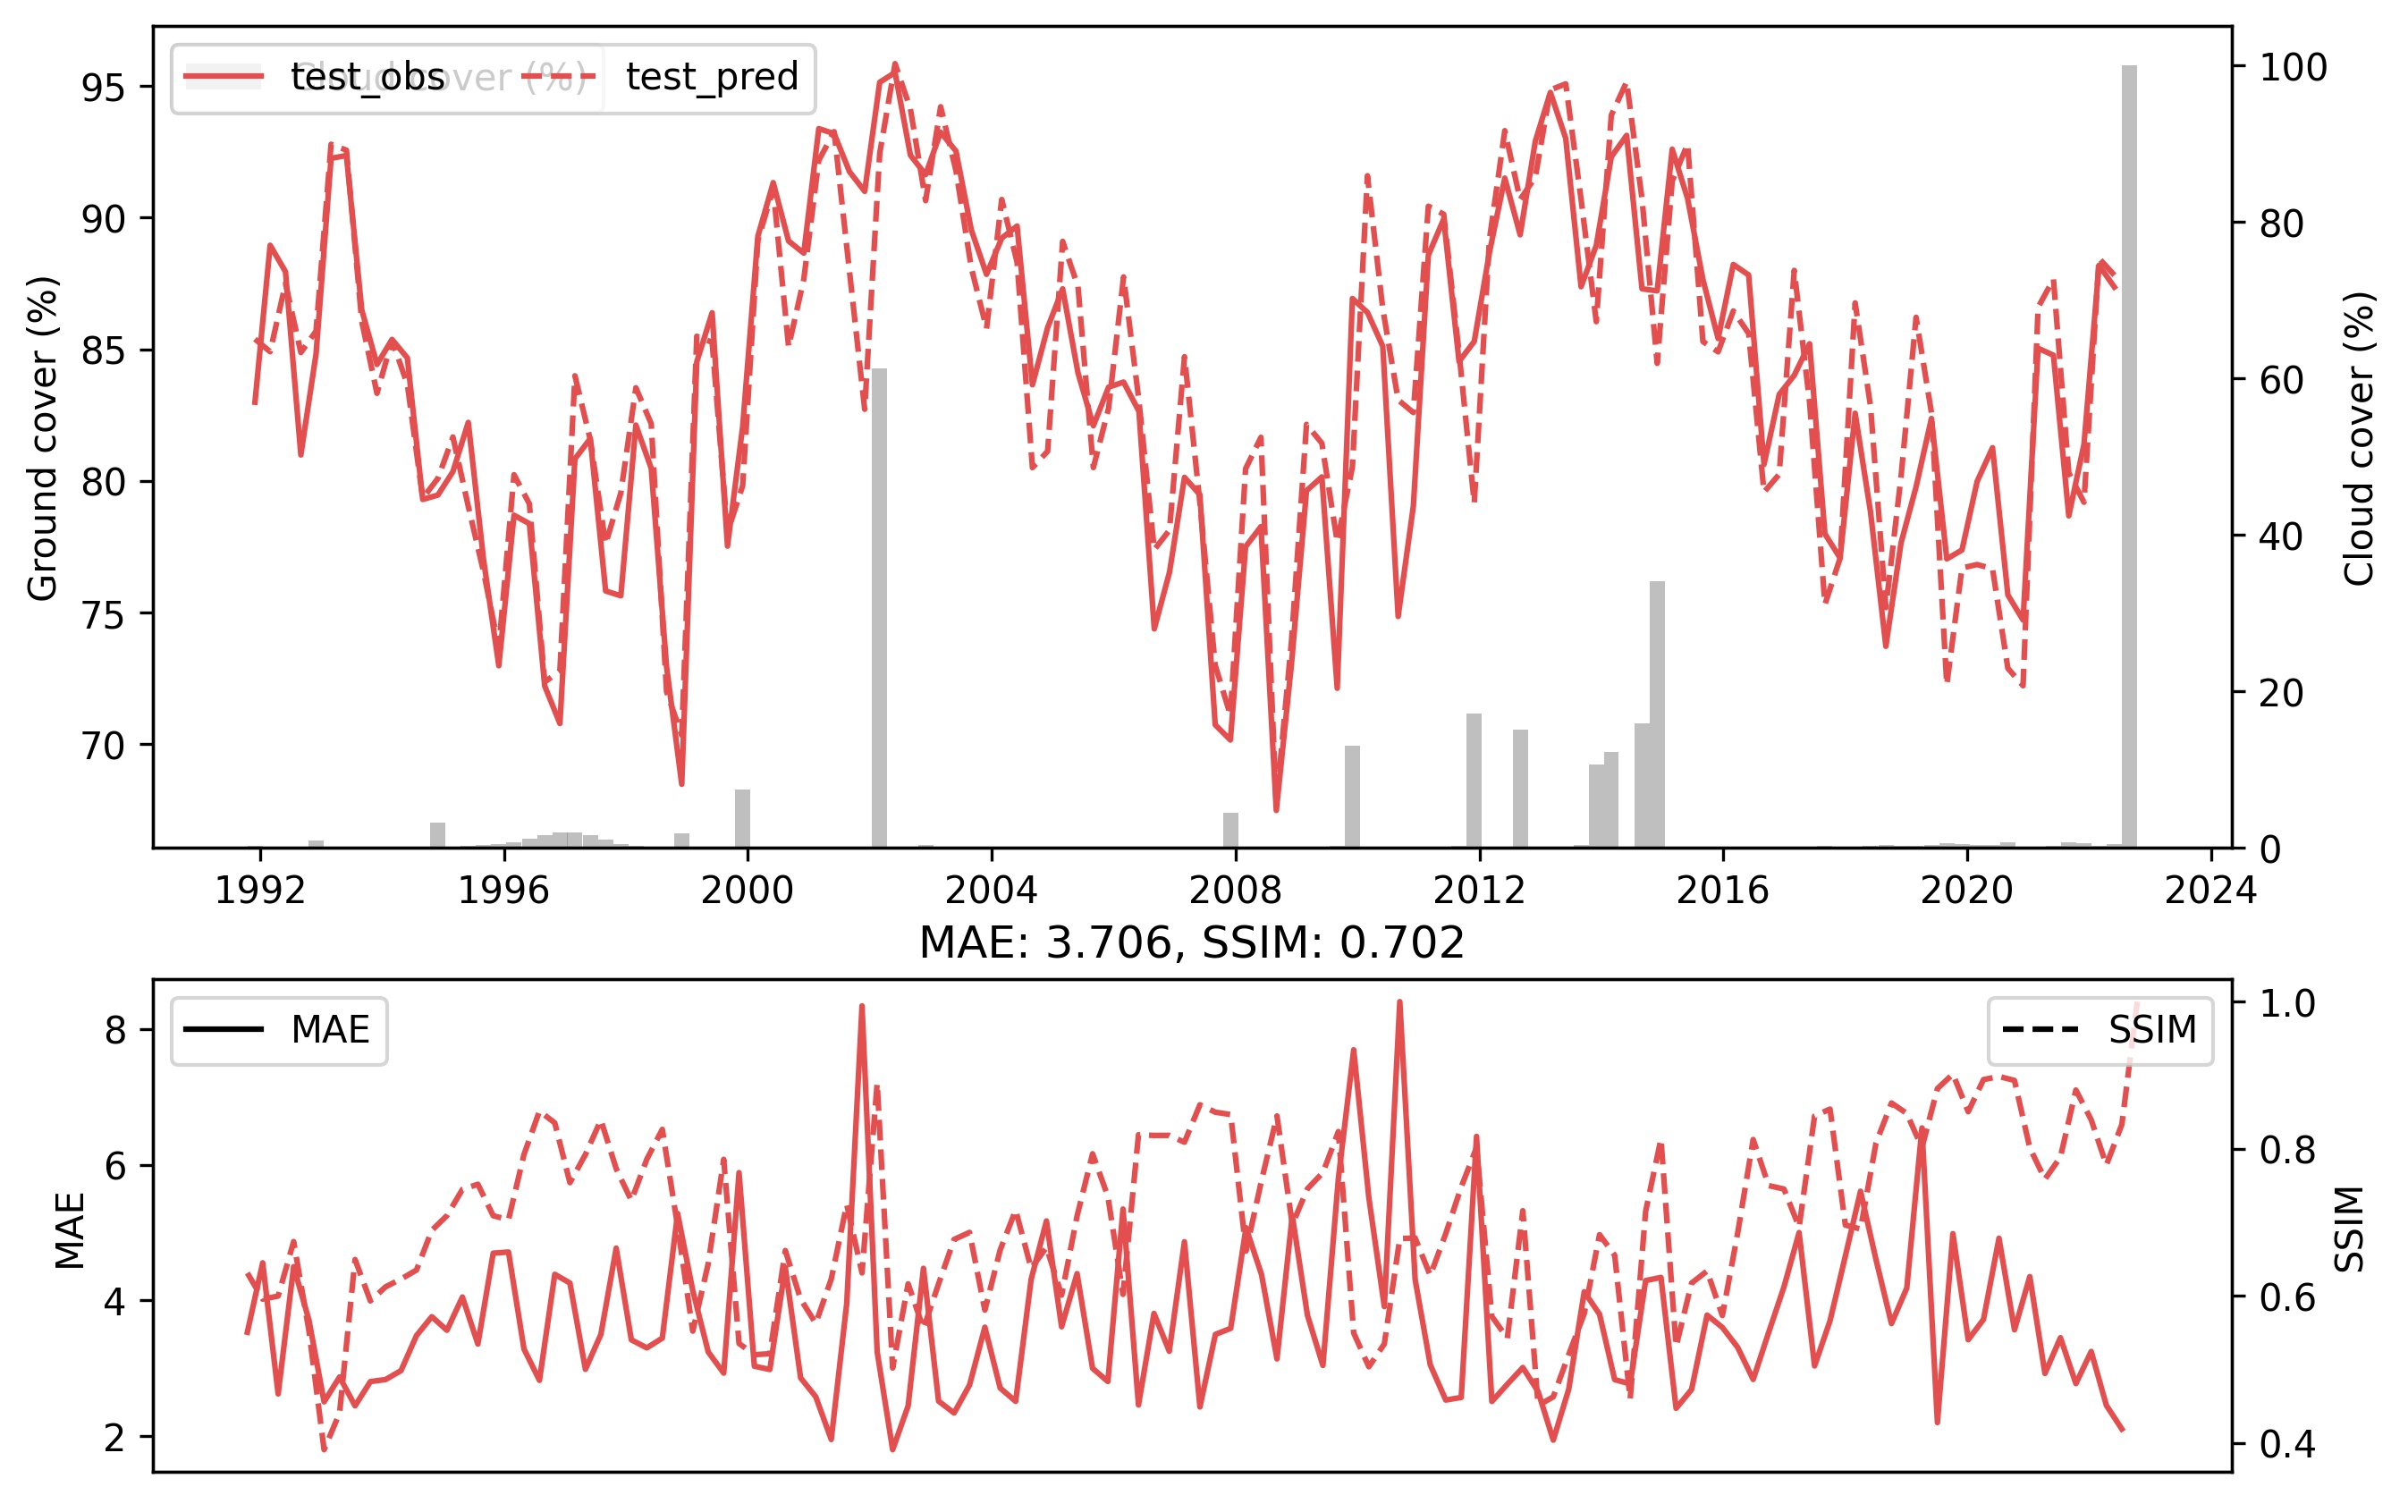 Cloud cover (%)
test_obs
test_pred
95
90
85
80
75
70
Ground cover (%)
100
80
60
40
20
0
Cloud cover (%)
1992 1996 2000 2004 2008 2012 2016 2020 2024
MAE: 3.706, SSIM: 0.702
MAE
SSIM
8
6
4
2
MAE
1.0
0.8
0.6
0.4
SSIM